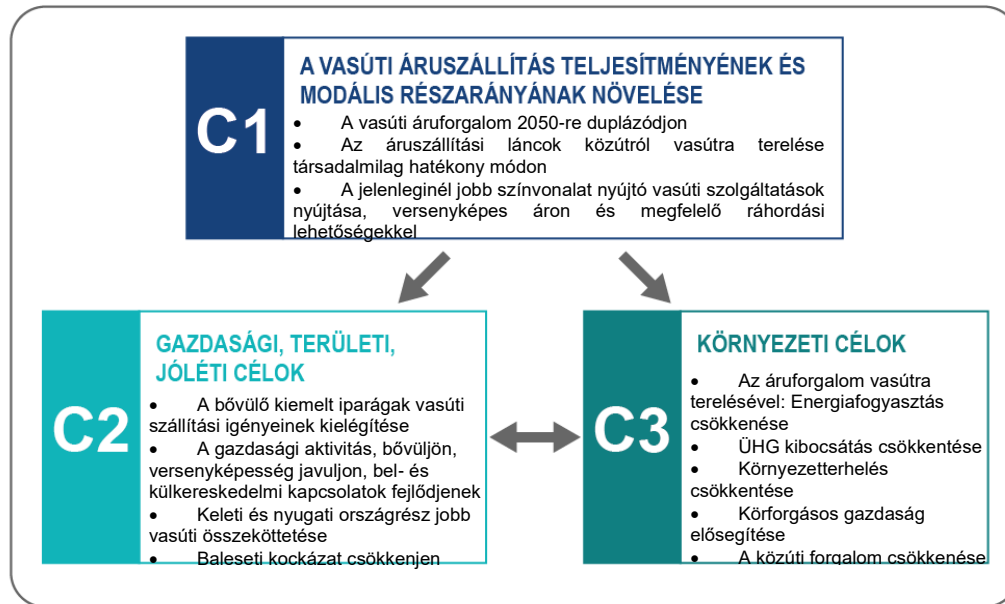 C1
A VASÚTI ÁRUSZÁLLÍTÁS TELJESÍTMÉNYÉNEK ÉS
MODÁLIS RÉSZARÁNYÁNAK NÖVELÉSE
• A vasúti áruforgalom 2050-re duplázódjon
• Az áruszállítási láncok közútról vasútra terelése
társadalmilag hatékony módon
• A jelenleginél jobb színvonalat nyújtó vasúti szolgáltatások
nyújtása, versenyképes áron és megfelelő ráhordási
lehetőségekkel
C2
GAZDASÁGI, TERÜLETI,
JÓLÉTI CÉLOK
• A bővülő kiemelt iparágak vasúti
szállítási igényeinek kielégítése
• A gazdasági aktivitás, bővüljön,
versenyképesség javuljon, bel- és
külkereskedelmi kapcsolatok fejlődjenek
• Keleti és nyugati országrész jobb
vasúti összeköttetése
• Baleseti kockázat csökkenjen
C3
KÖRNYEZETI CÉLOK
• Az áruforgalom vasútra
terelésével: Energiafogyasztás
csökkenése
• ÜHG kibocsátás csökkentése
• Környezetterhelés
csökkentése
• Körforgásos gazdaság
elősegítése
• A közúti forgalom csökkenése